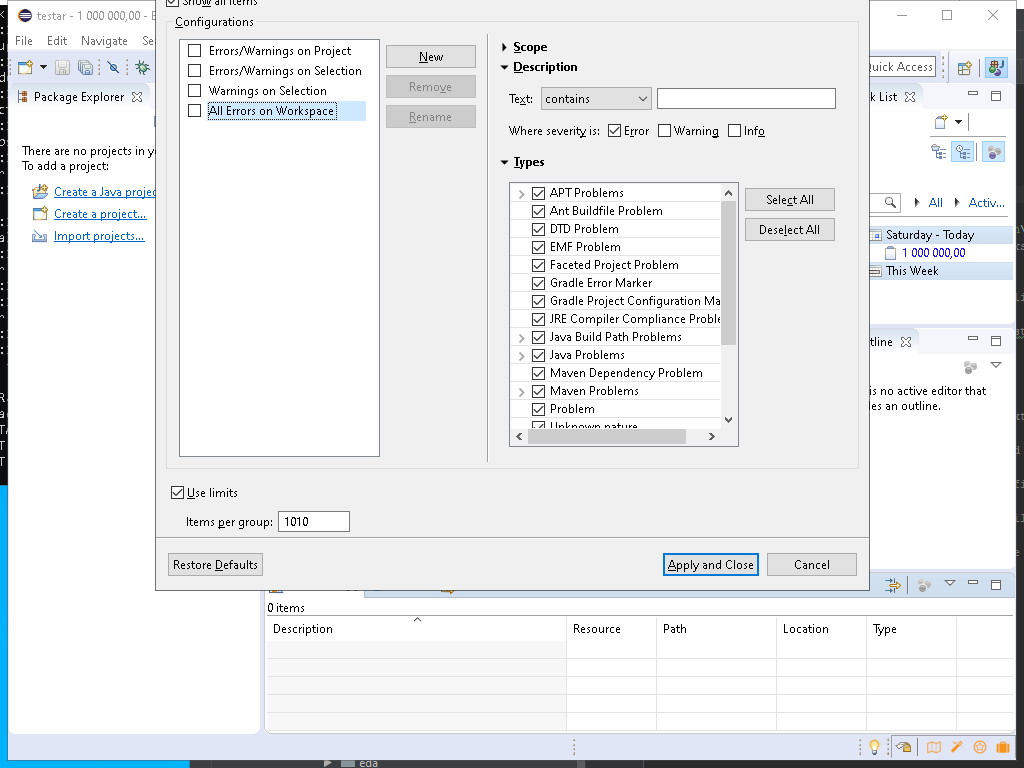 testar - 1 000 000,00 - E
Show all items
File Edit Navigate Se
Configurations
Quick Access
Package Explorer
Errors/Warnings on Project
Errors/Warnings on Selection
Warnings on Selection
All Errors on Workspace
New
Remove
Rename
Scope
Description
Text: contains
Where severity is: Error Warning Info
Types
APT Problems
Ant Buildfile Problem
DTD Problem
EMF Problem
Faceted Project Problem
Gradle Error Marker
Gradle Project Configuration Ma
JRE Compiler Compliance Proble
Java Build Path Problems
Java Problems
Maven Dependency Problem
Maven Problems
Problem
Unknown nature
Select All
Deselect All
k List
There are no projects in yo
To add a project:
Create a Java projec
Create a project...
Import projects...
All Activ...
Saturday - Today
1 000 000,00
This Week
tline
is no active editor that
les an outline.
Use limits
Items per group: 1010
Restore Defaults
Apply and Close
Cancel
0 items
Description Resource Path Location Type
eda